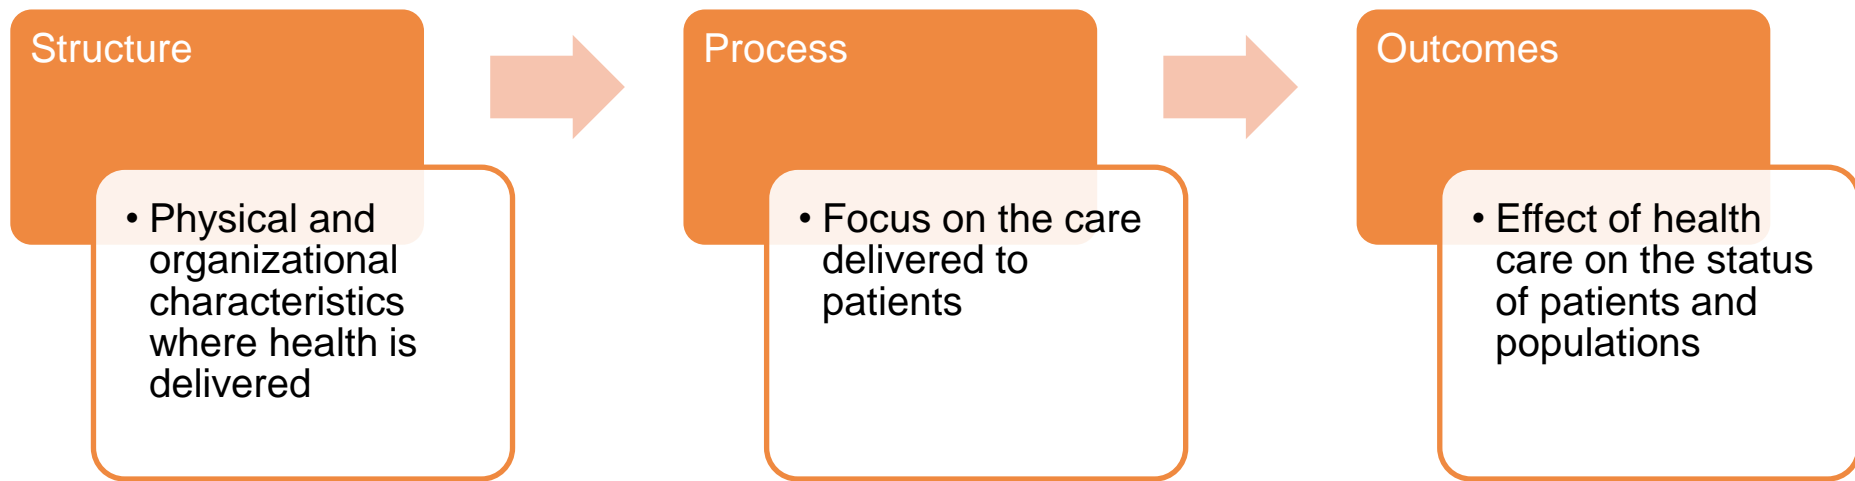 Structure
• Physical and
organizational
characteristics
where health is
delivered
Process
• Focus on the care
delivered to
patients
Outcomes
• Effect of health
care on the status
of patients and
populations